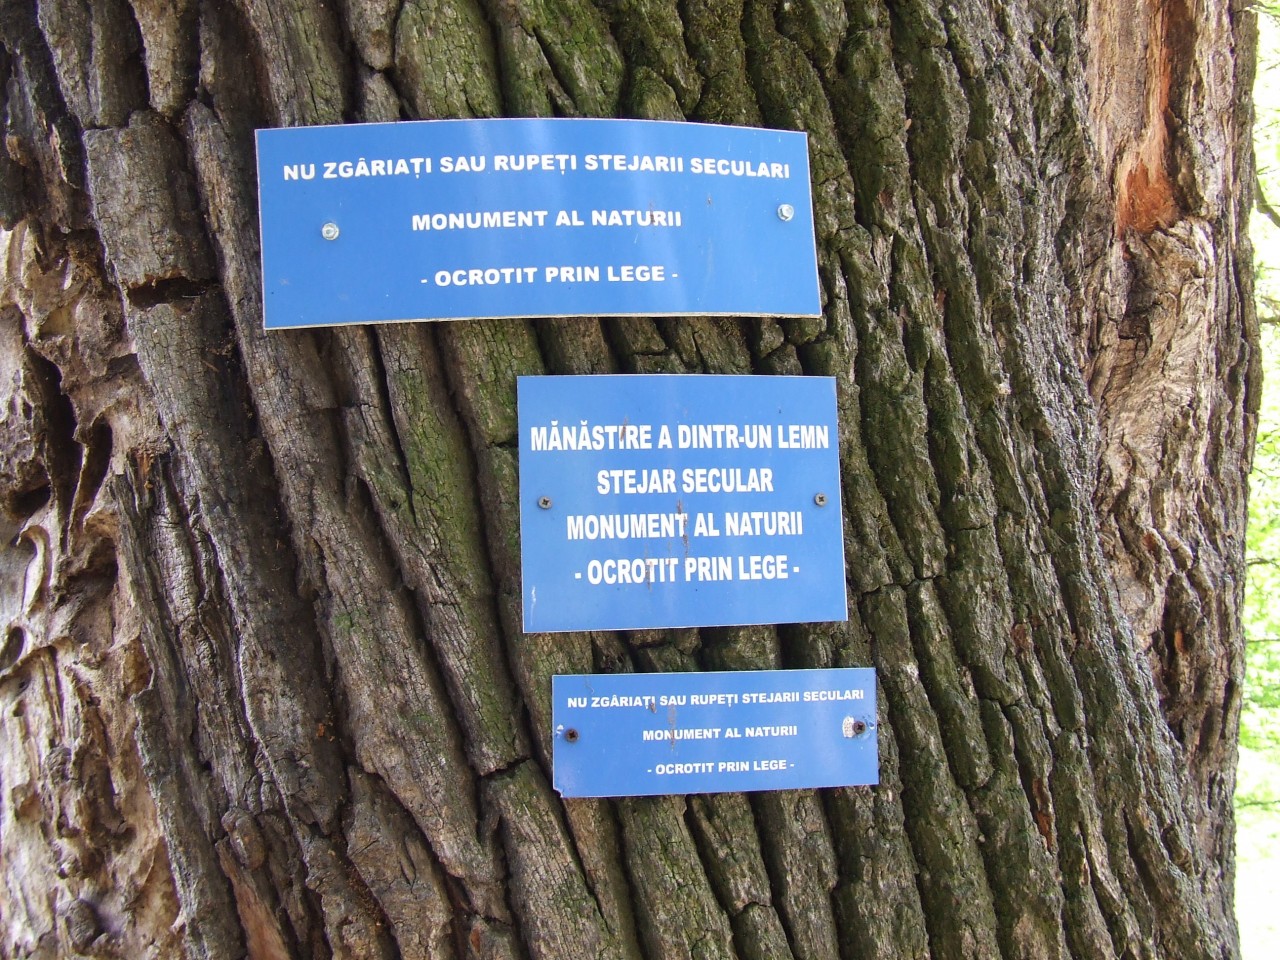 NU ZGÂRIAȚI SAU RUPEȚI STEJARII SECULARI
MONUMENT AL NATURII
- OCROTIT PRIN LEGE -
MĂNĂSTIRE A DINTR-UN LEMN
STEJAR SECULAR
MONUMENT AL NATURII
- OCROTIT PRIN LEGE -
NU ZGÂRIAȚI SAU RUPEȚI STEJARII SECULARI
MONUMENT AL NATURII
- OCROTIT PRIN LEGE -